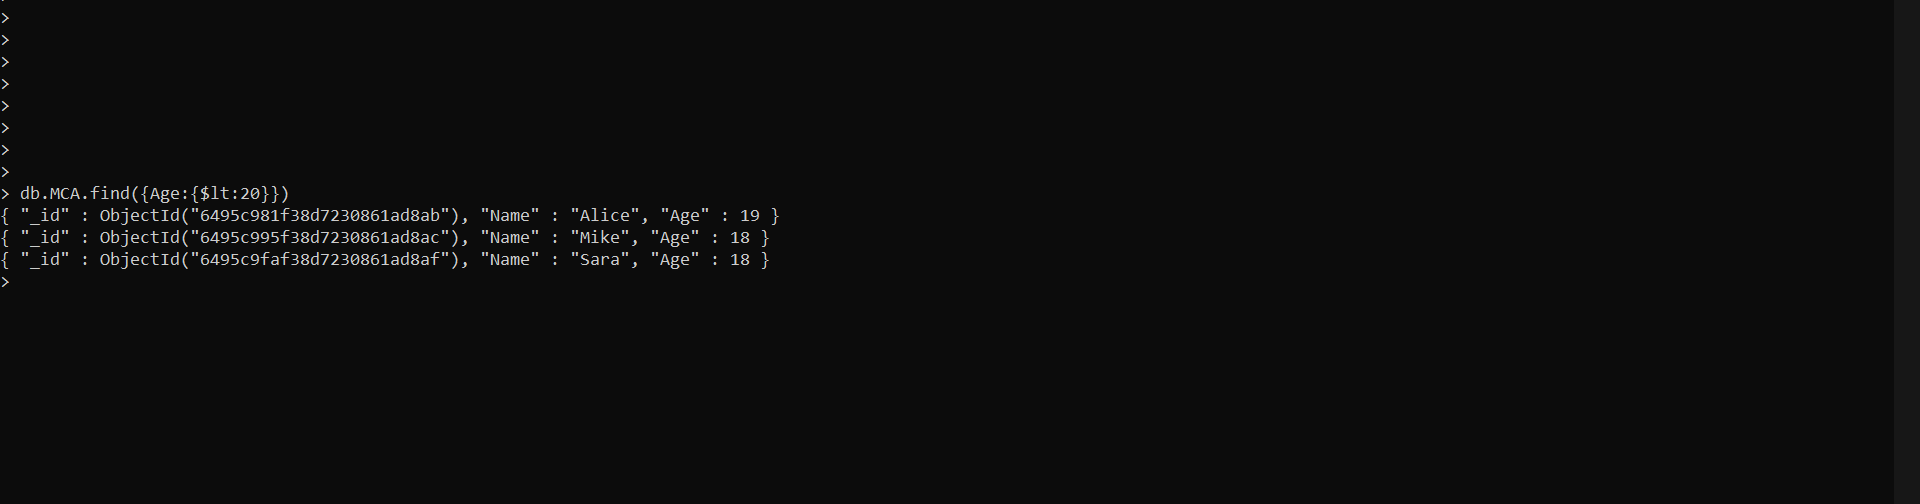 >
>
>
>
>
>
>
>
> db.MCA.find({Age:{$lt:20}})
{ "_id" : ObjectId("6495c981f38d7230861ad8ab"), "Name" : "Alice", "Age" : 19 }
{ "_id" : ObjectId("6495c995f38d7230861ad8ac"), "Name" : "Mike", "Age" : 18 }
{ "_id" : ObjectId("6495c9faf38d7230861ad8af"), "Name" : "Sara", "Age" : 18 }
>